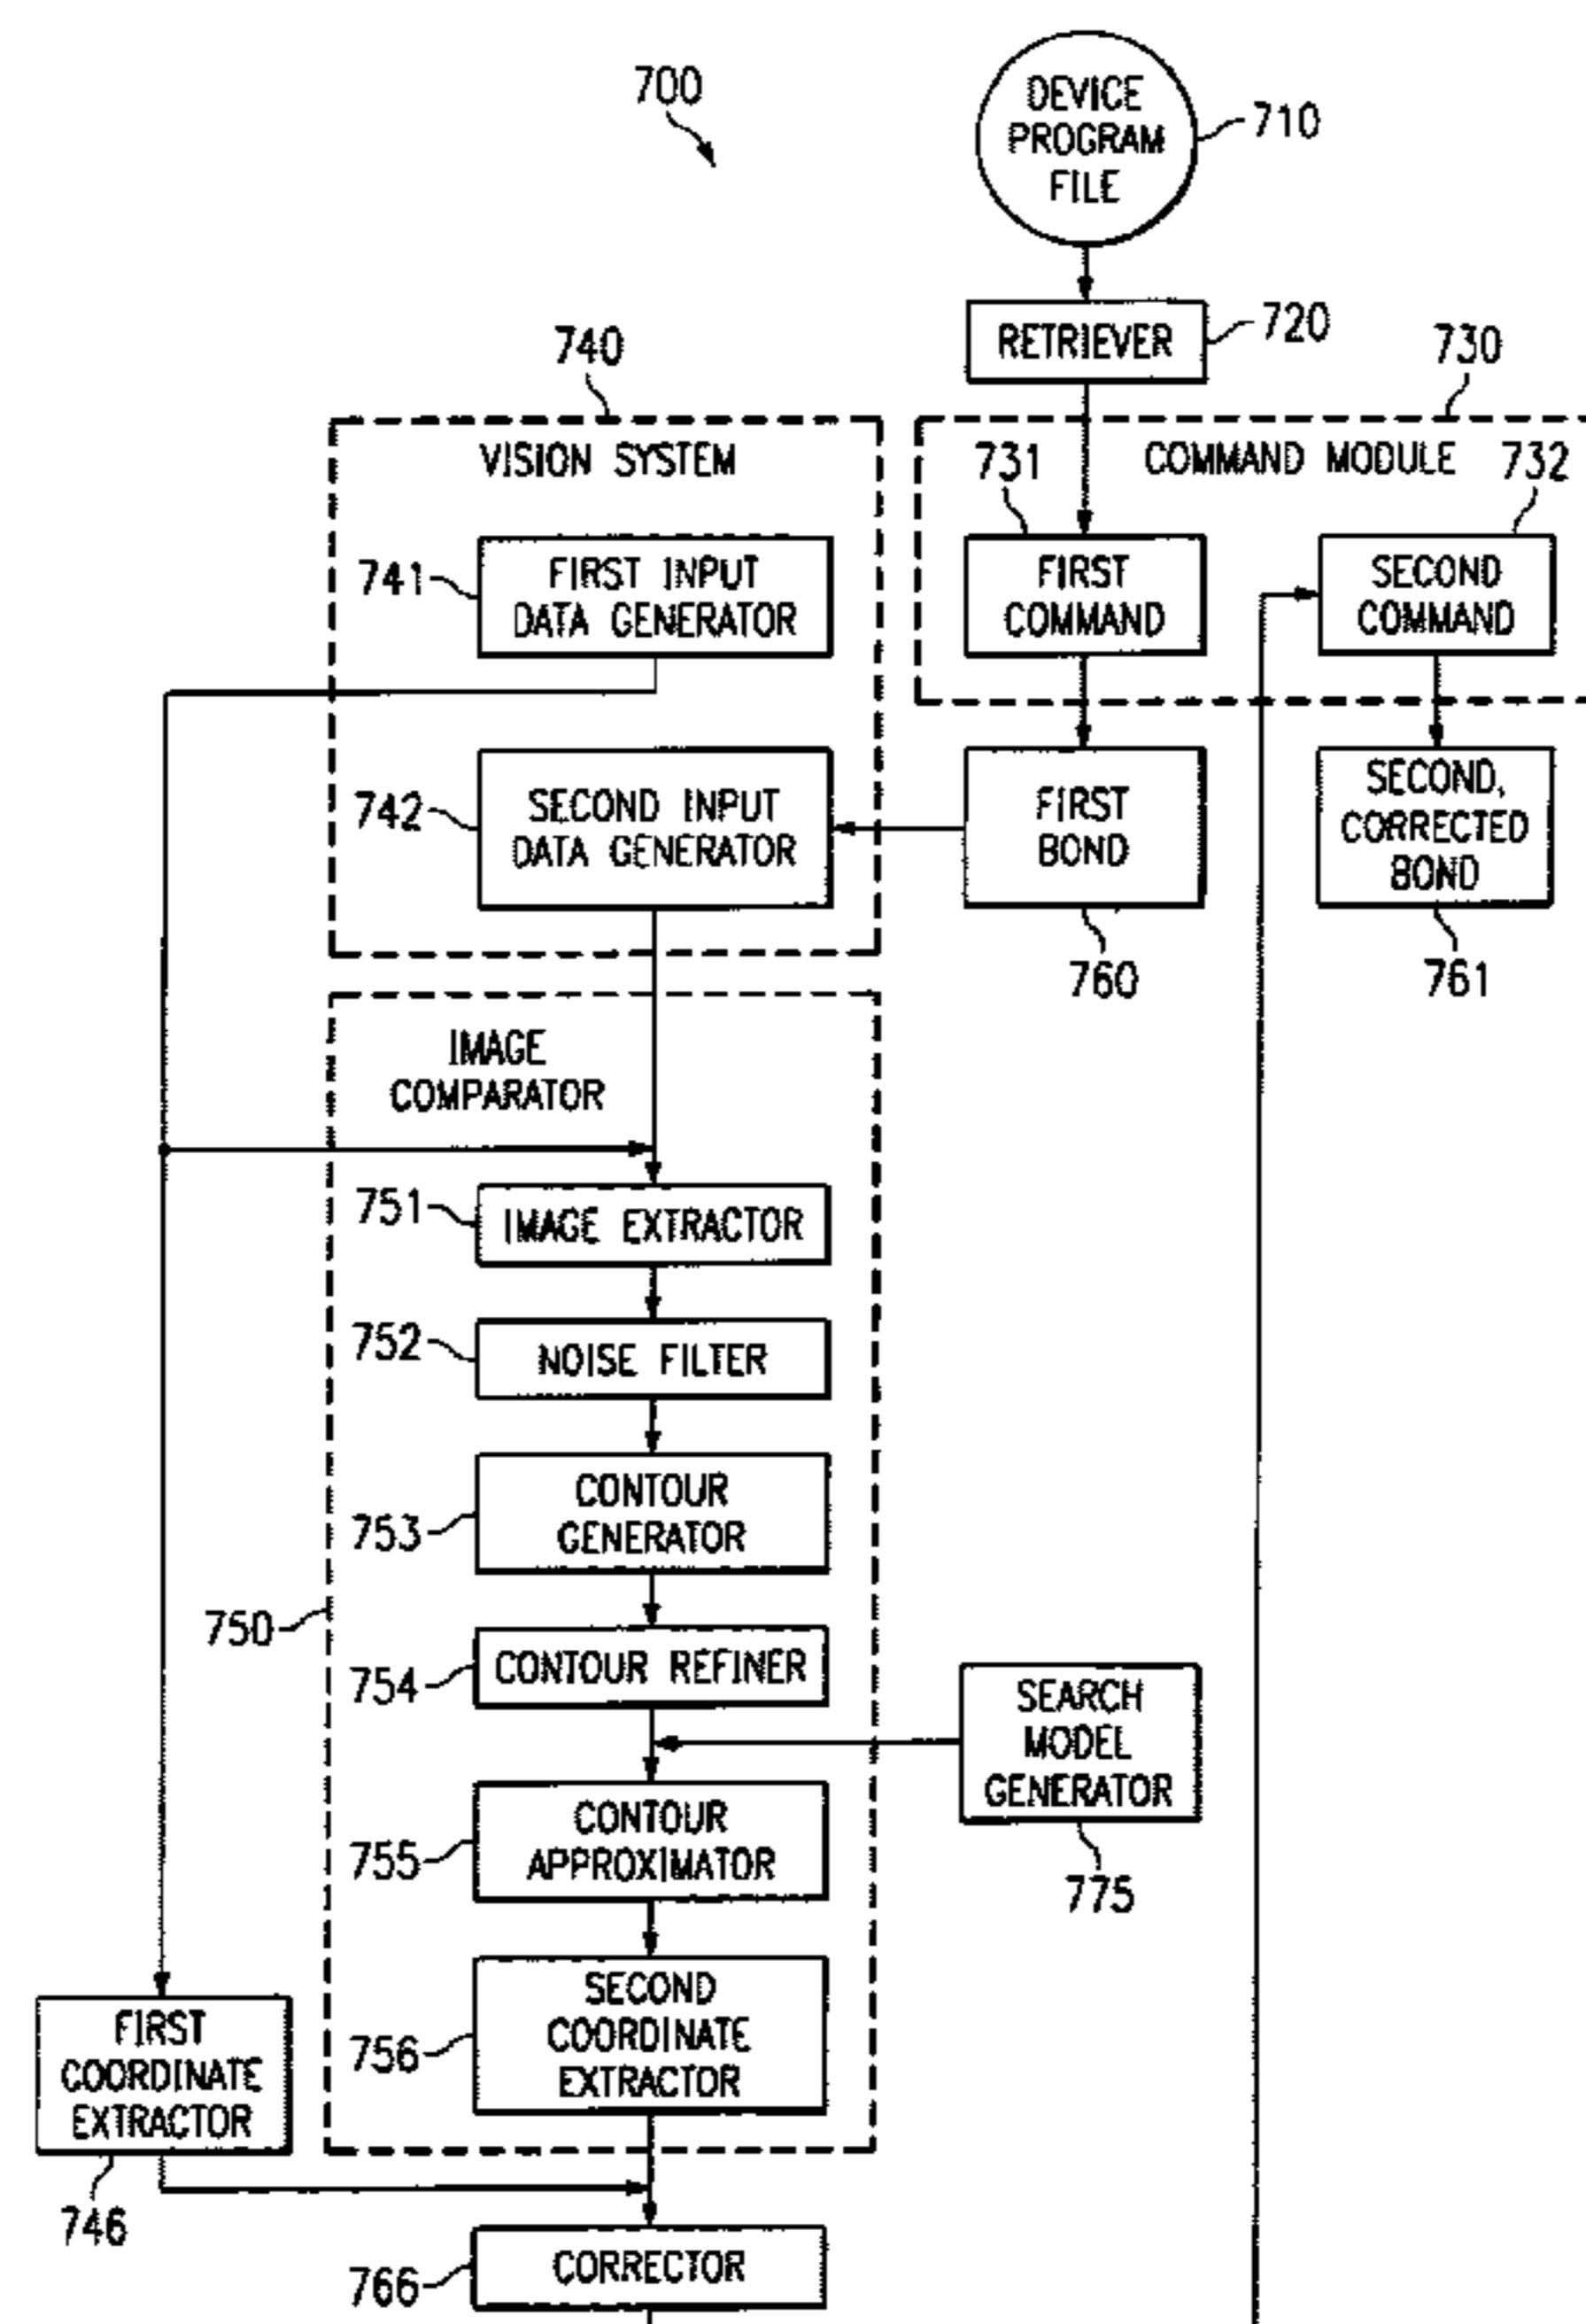 700
DEVICE
PROGRAM
FILE
710
RETRIEVER
720
740
730
VISION SYSTEM
731
COMMAND MODULE
732
741
FIRST INPUT
DATA GENERATOR
FIRST
COMMAND
SECOND
COMMAND
742
SECOND INPUT
DATA GENERATOR
FIRST
BOND
SECOND,
CORRECTED
BOND
760
761
IMAGE
COMPARATOR
751
IMAGE EXTRACTOR
752
NOISE FILTER
753
CONTOUR
GENERATOR
750
754
CONTOUR REFINER
SEARCH
MODEL
GENERATOR
775
755
CONTOUR
APPROXIMATOR
756
SECOND
COORDINATE
EXTRACTOR
FIRST
COORDINATE
EXTRACTOR
746
766
CORRECTOR